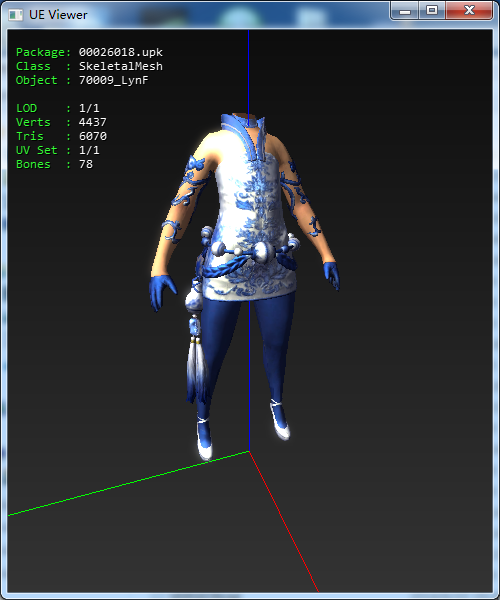 UE Viewer
Package: 00026018.upk
Class : SkeletalMesh
Object : 70009_LynF
LOD : 1/1
Verts : 4437
Tris : 6070
UV Set : 1/1
Bones : 78